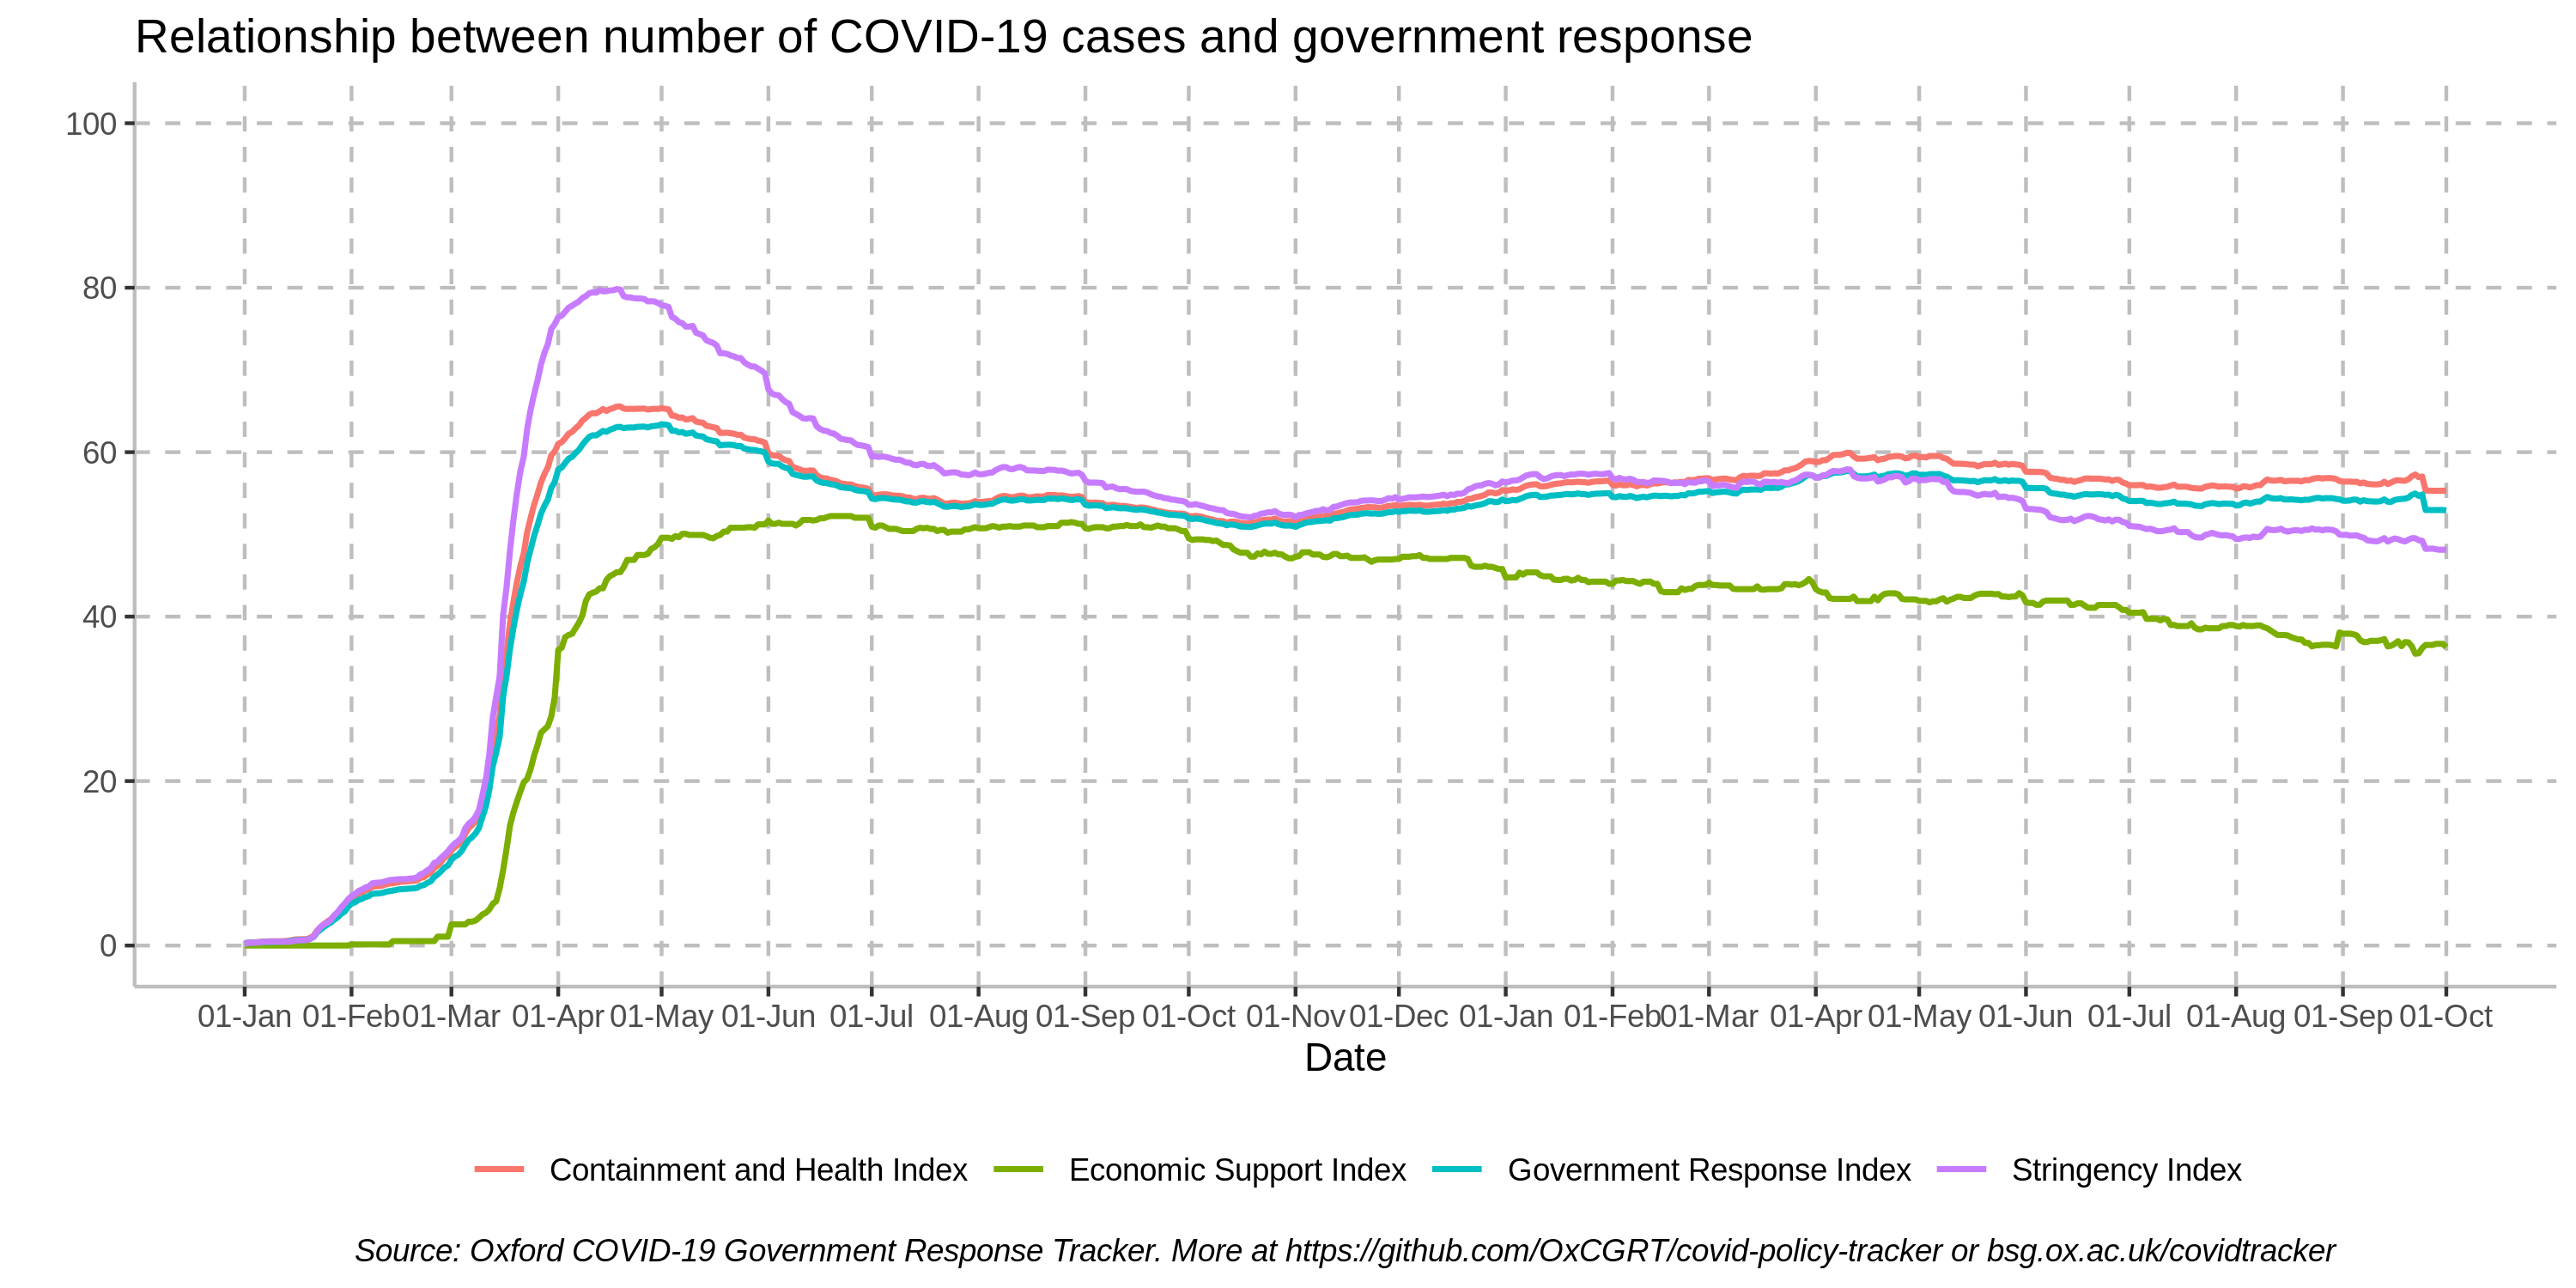 Relationship between number of COVID-19 cases and government response
100
80
60
40
20
0
01-Jan 01-Feb 01-Mar 01-Apr 01-May 01-Jun 01-Jul 01-Aug 01-Sep 01-Oct 01-Nov 01-Dec 01-Jan 01-Feb 01-Mar 01-Apr 01-May 01-Jun 01-Jul 01-Aug 01-Sep 01-Oct
Date
Containment and Health Index Economic Support Index Government Response Index Stringency Index
Source: Oxford COVID-19 Government Response Tracker. More at https://github.com/OxCGRT/covid-policy-tracker or bsg.ox.ac.uk/covidtracker